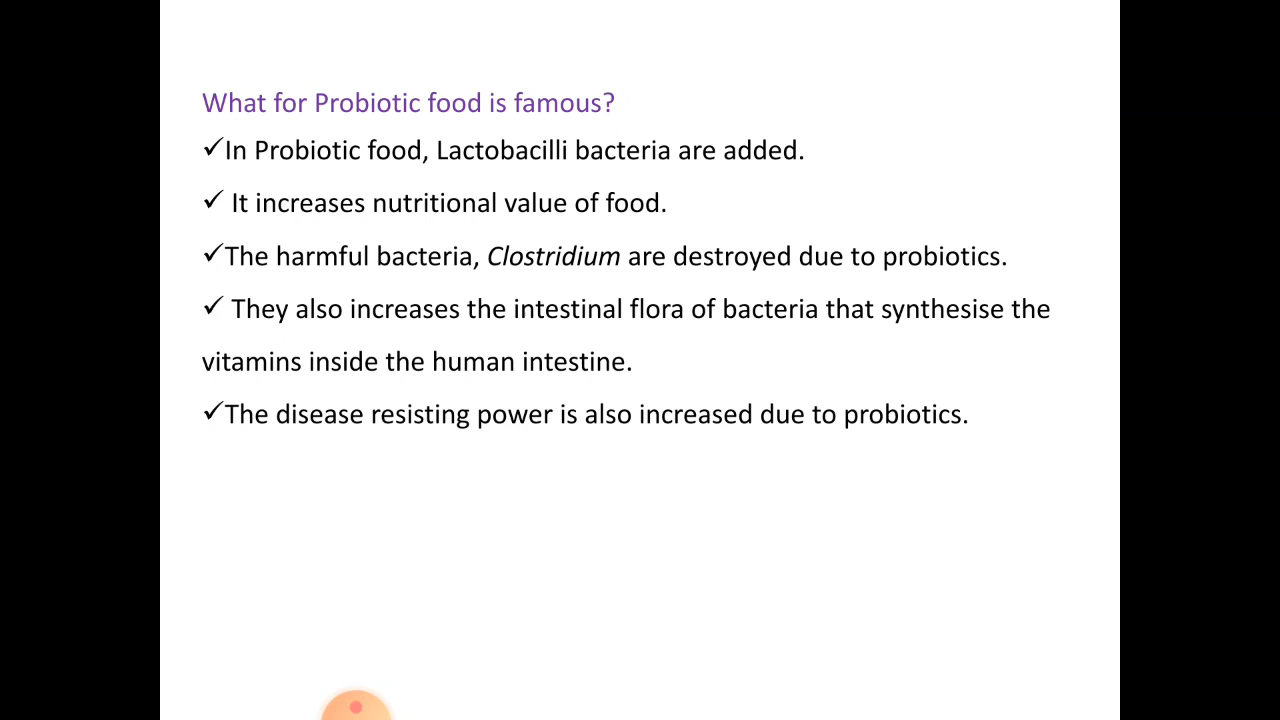 What for Probiotic food is famous?
✓In Probiotic food, Lactobacilli bacteria are added.
✓ It increases nutritional value of food.
✓The harmful bacteria, Clostridium are destroyed due to probiotics.
✓ They also increases the intestinal flora of bacteria that synthesise the
vitamins inside the human intestine.
✓The disease resisting power is also increased due to probiotics.